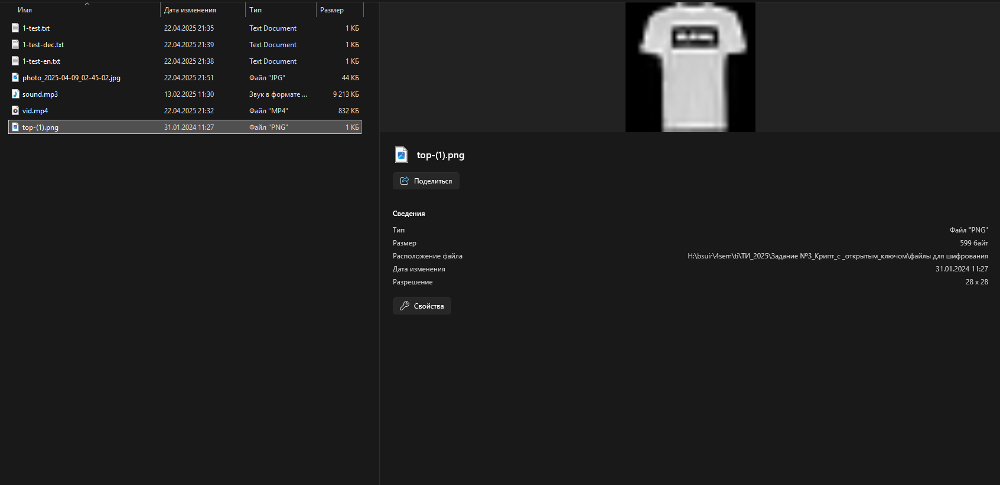 Имя Дата изменения Тип Размер
1-test.txt 22.04.2025 21:35 Text Document 1 КБ
1-test-dec.txt 22.04.2025 21:39 Text Document 1 КБ
1-test-en.txt 22.04.2025 21:38 Text Document 1 КБ
photo_2025-04-09_02-45-02.jpg 22.04.2025 21:51 Файл "JPG" 44 КБ
sound.mp3 13.02.2025 11:30 Звук в формате ... 9 213 КБ
vid.mp4 22.04.2025 21:32 Файл "MP4" 832 КБ
top-(1).png 31.01.2024 11:27 Файл "PNG" 1 КБ
top-(1).png
Поделиться
Сведения
Тип Файл "PNG"
Размер 599 байт
Расположение файла H:\bsuir\4sem\ti\ТИ_2025\Задание №3_Крипт_с _открытым_ключом\файлы для шифрования
Дата изменения 31.01.2024 11:27
Разрешение 28 x 28
Свойства